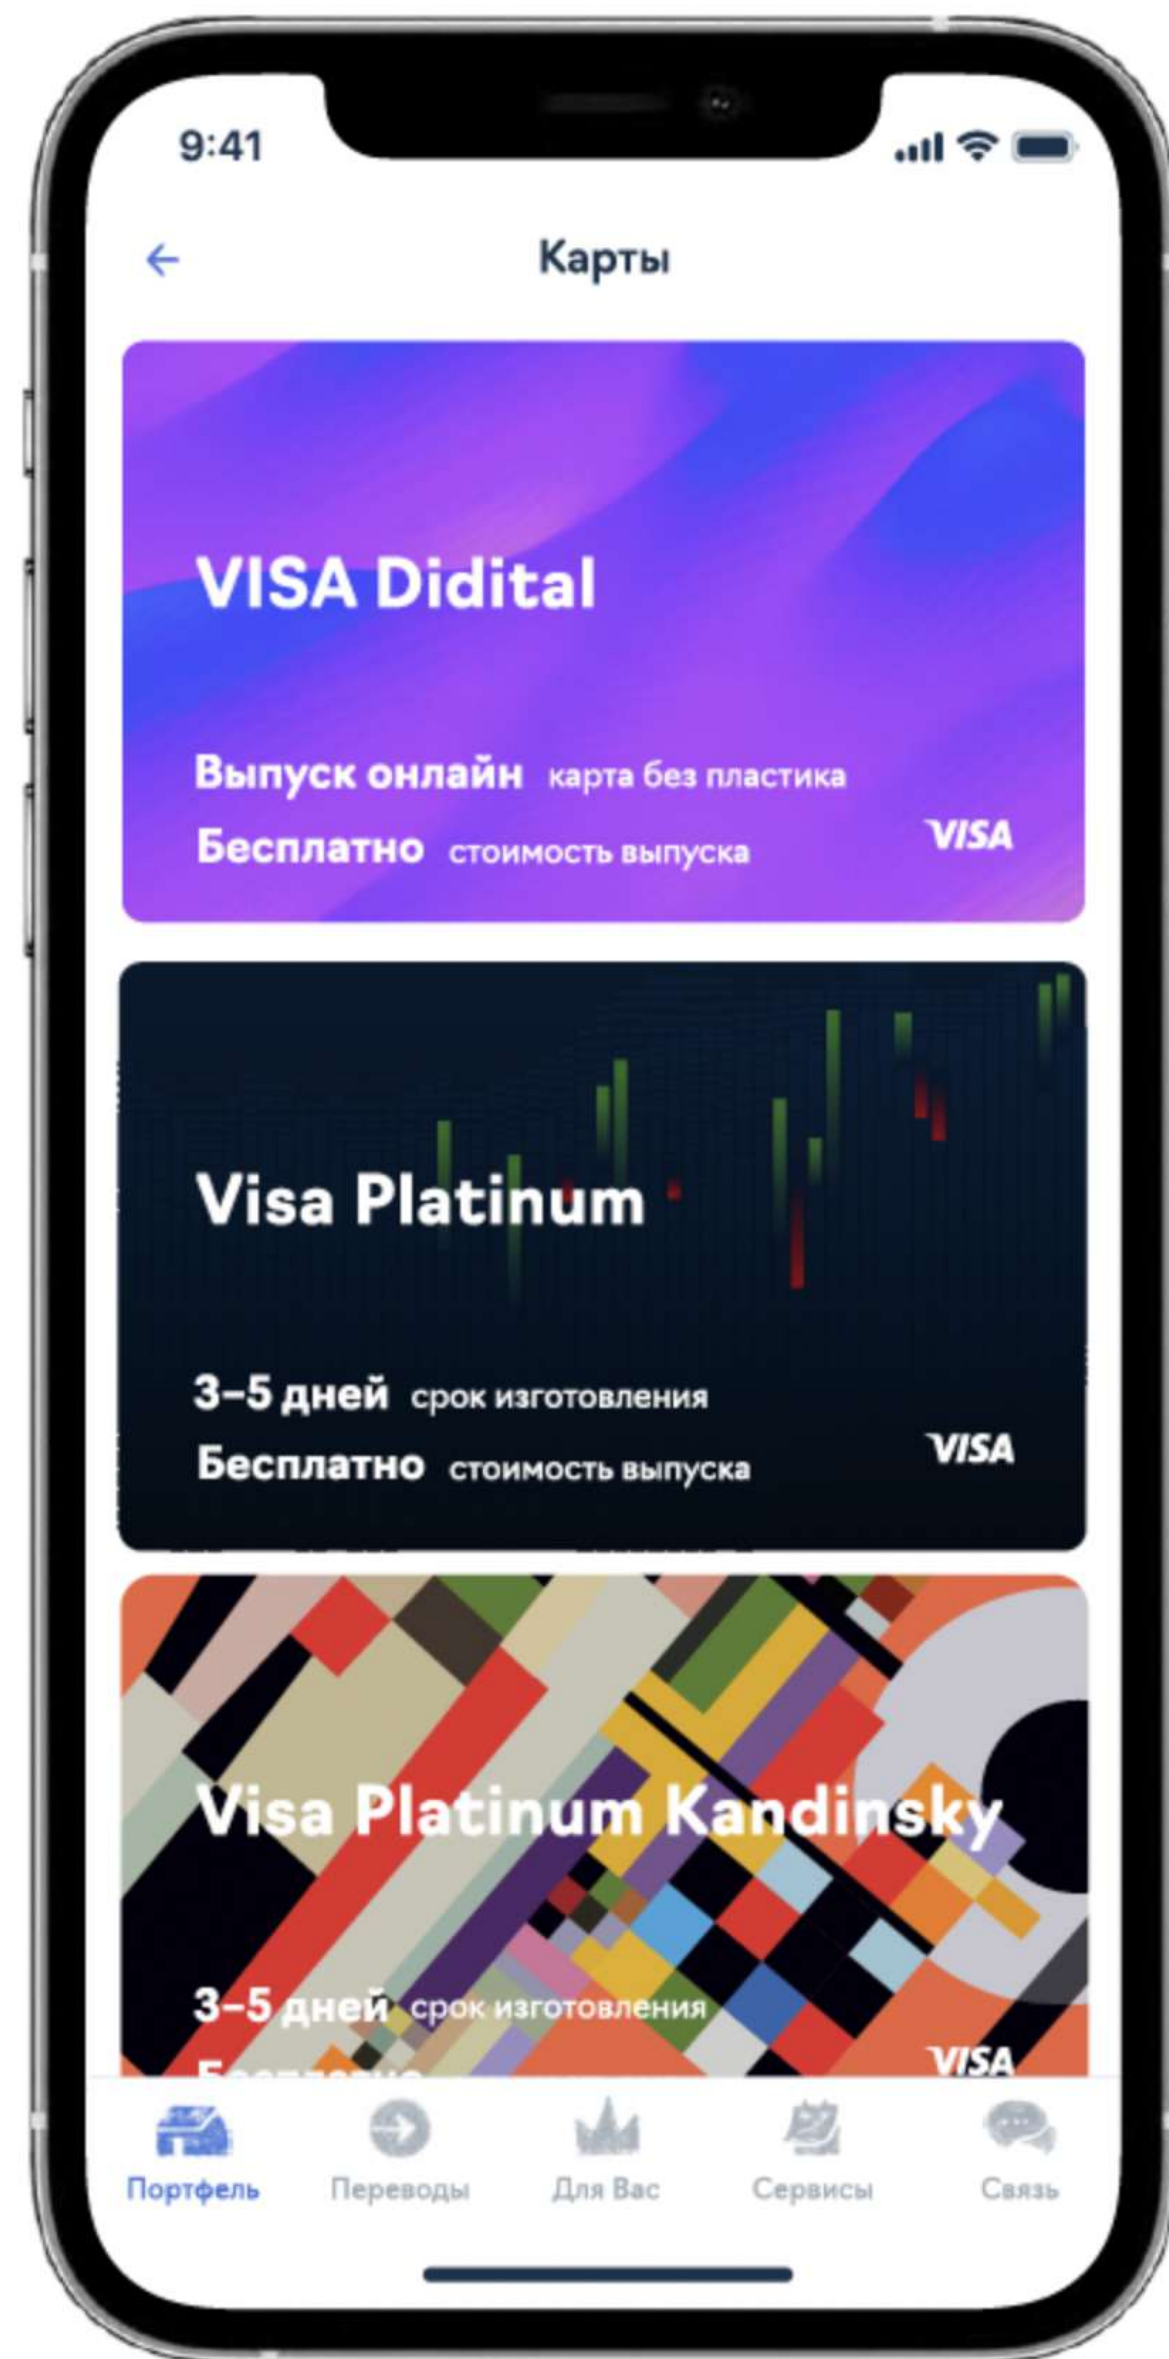 9:41
Карты
VISA Didital
Выпуск онлайн карта без пластика
Бесплатно стоимость выпуска
VISA
Visa Platinum
3–5 дней срок изготовления
Бесплатно стоимость выпуска
VISA
Visa Platinum Kandinsky
3–5 дней срок изготовления
Бесплатно
VISA
Портфель Переводы Для Вас Сервисы Связь